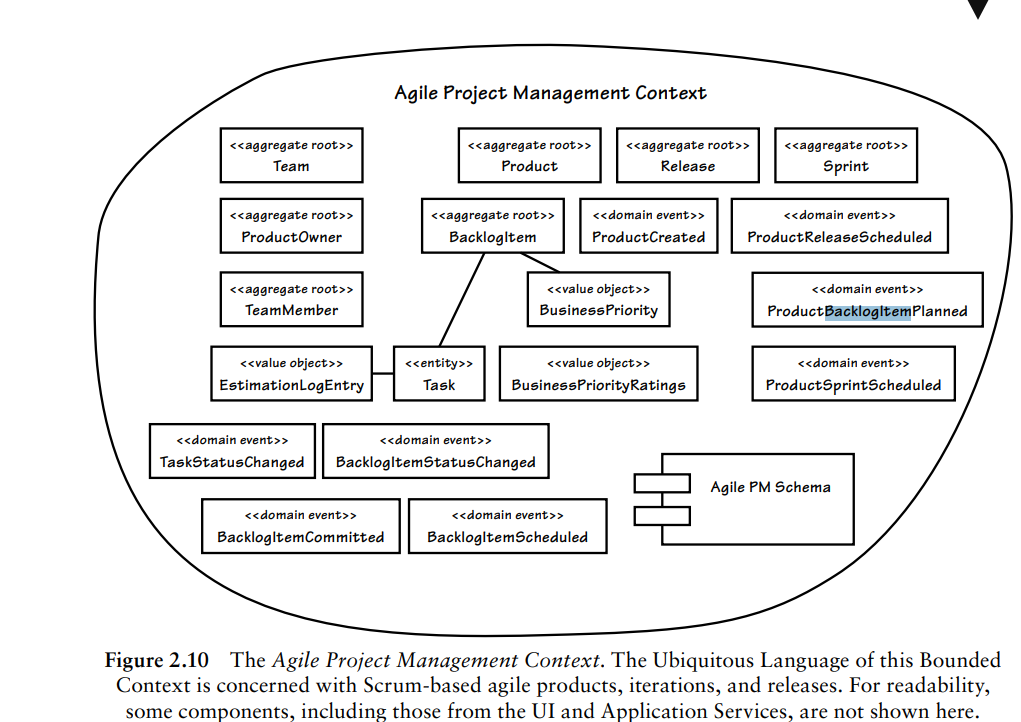 Agile Project Management Context
<<aggregate root>>
Team
<<aggregate root>>
Product
<<aggregate root>>
Release
<<aggregate root>>
Sprint
<<aggregate root>>
ProductOwner
<<aggregate root>>
BacklogItem
<<domain event>>
ProductCreated
<<domain event>>
ProductReleaseScheduled
<<aggregate root>>
TeamMember
<<value object>>
BusinessPriority
<<domain event>>
ProductBacklogItemPlanned
<<value object>>
EstimationLogEntry
<<entity>>
Task
<<value object>>
BusinessPriorityRatings
<<domain event>>
ProductSprintScheduled
<<domain event>>
TaskStatusChanged
<<domain event>>
BacklogItemStatusChanged
Agile PM Schema
<<domain event>>
BacklogItemCommitted
<<domain event>>
BacklogItemScheduled
Figure 2.10 The Agile Project Management Context. The Ubiquitous Language of this Bounded
Context is concerned with Scrum-based agile products, iterations, and releases. For readability,
some components, including those from the UI and Application Services, are not shown here.